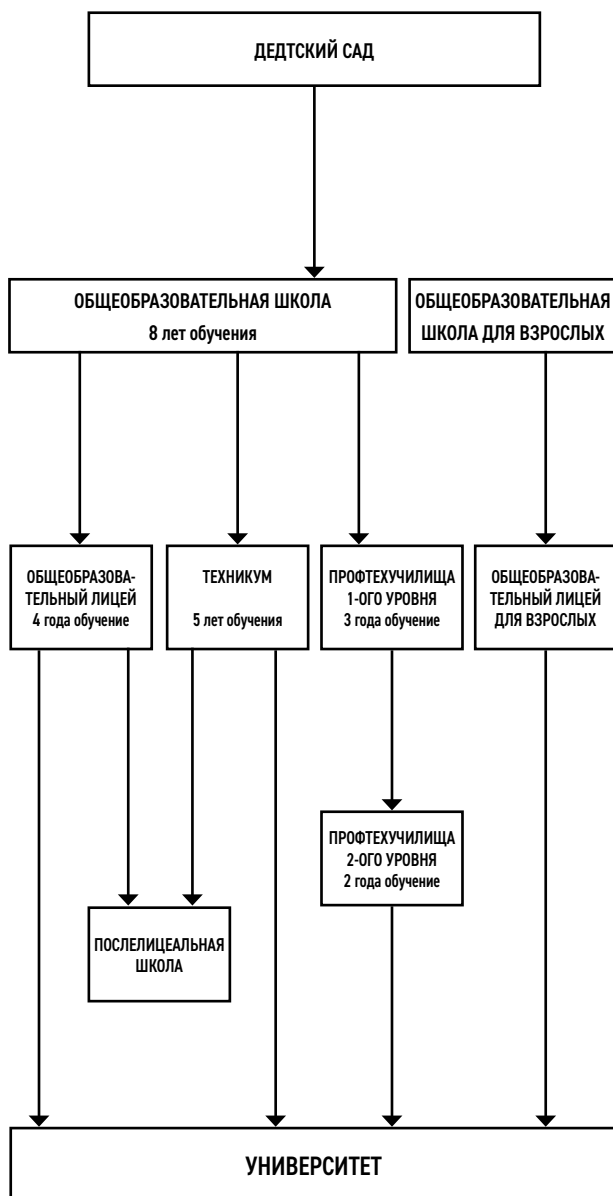 ДЕДТСКИЙ САД
ОБЩЕОБРАЗОВАТЕЛЬНАЯ ШКОЛА
8 лет обучения
ОБЩЕОБРАЗОВАТЕЛЬНАЯ
ШКОЛА ДЛЯ ВЗРОСЛЫХ
ОБЩЕОБРАЗОВА-
ТЕЛЬНЫЙ ЛИЦЕЙ
4 года обучение
ТЕХНИКУМ
5 лет обучения
ПРОФТЕХУЧИЛИЩА
1-ОГО УРОВНЯ
3 года обучение
ОБЩЕОБРАЗОВА-
ТЕЛЬНЫЙ ЛИЦЕЙ
ДЛЯ ВЗРОСЛЫХ
ПРОФТЕХУЧИЛИЩА
2-ОГО УРОВНЯ
2 года обучение
ПОСЛЕЛИЦЕАЛЬНАЯ
ШКОЛА
УНИВЕРСИТЕТ